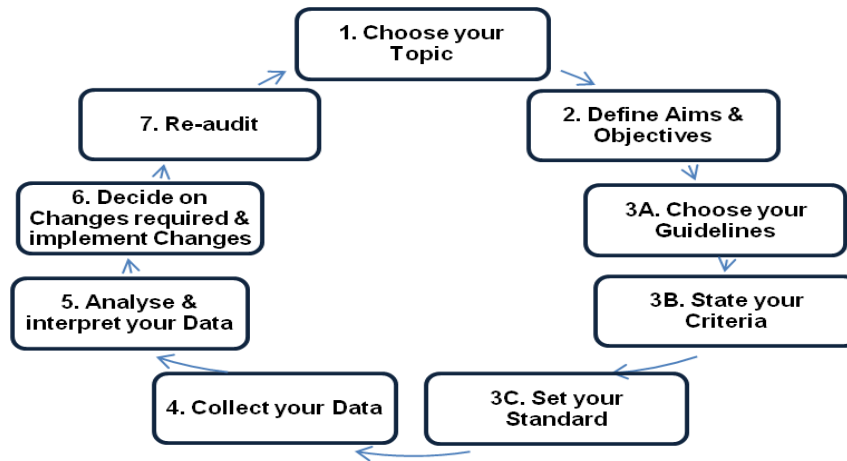 1. Choose your
Topic
2. Define Aims &
Objectives
3A. Choose your
Guidelines
3B. State your
Criteria
3C. Set your
Standard
4. Collect your Data
5. Analyse &
interpret your Data
6. Decide on
Changes required &
implement Changes
7. Re-audit